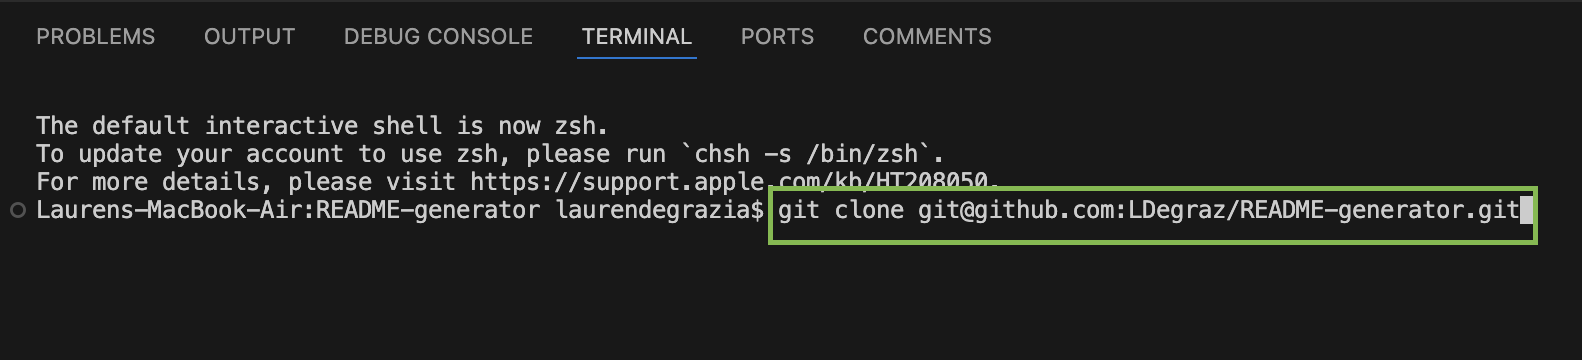 PROBLEMS OUTPUT DEBUG CONSOLE TERMINAL PORTS COMMENTS
The default interactive shell is now zsh.
To update your account to use zsh, please run `chsh -s /bin/zsh`.
For more details, please visit https://support.apple.com/kb/HT208050.
Laurens-MacBook-Air:README-generator laurendegrazia$ git clone git@github.com:LDegraz/README-generator.git